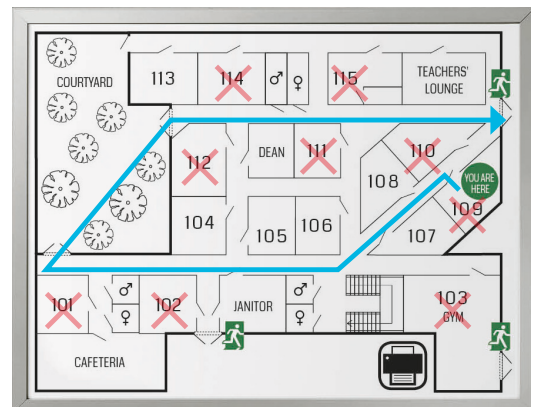 COURTYARD
113
114
♂
♀
115
TEACHERS'
LOUNGE
112
DEAN
111
110
108
YOU ARE
HERE
104
105
106
107
109
101
♂
♀
102
JANITOR
♂
♀
103
GYM
CAFETERIA